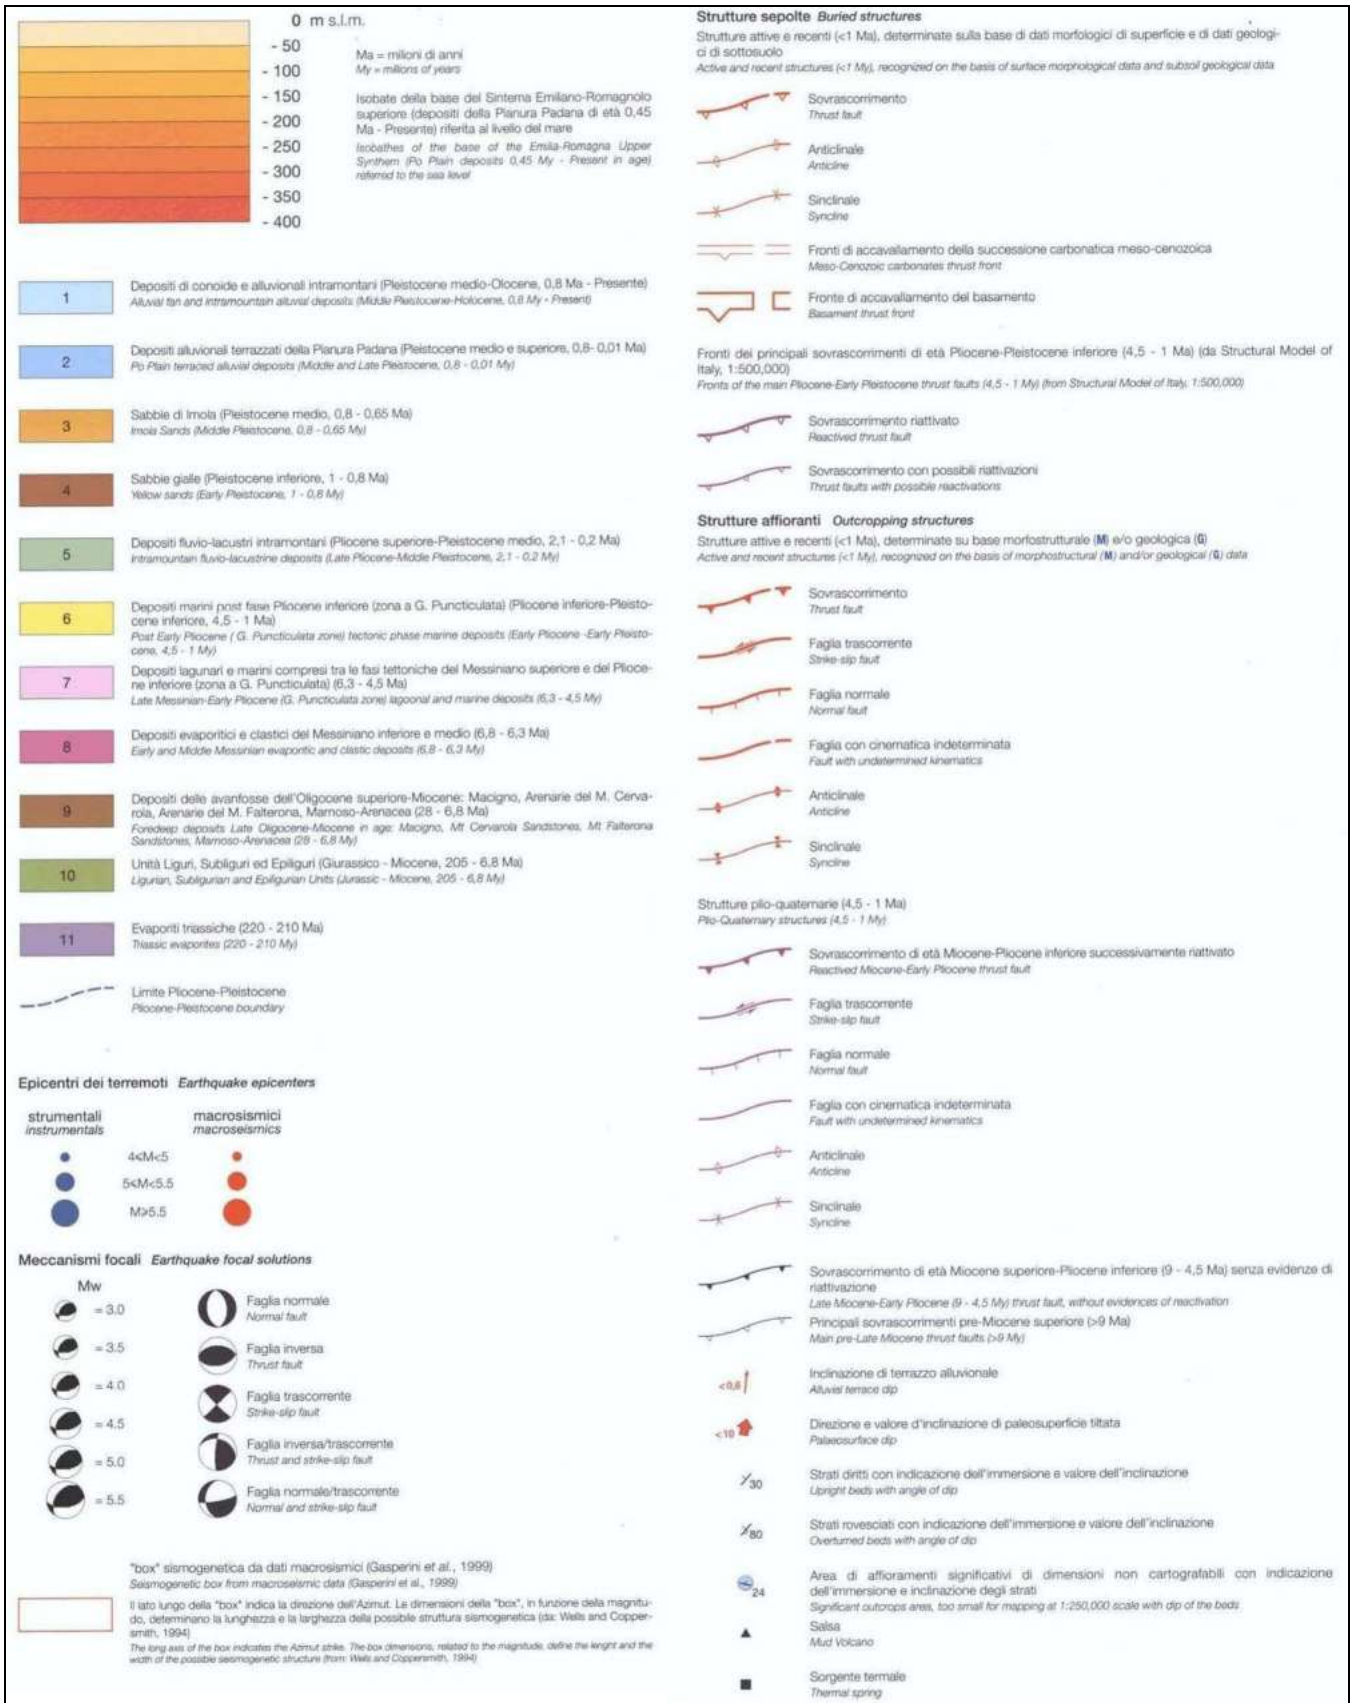 0 m s.l.m.
- 50
- 100
- 150
- 200
- 250
- 300
- 350
- 400
Ma = milioni di anni
My = millions of years
Isobate della base del Sintema Emiliano-Romagnolo
superiore (depositi della Pianura Padana di età 0,45
Ma - Presente) riferita al livello del mare
Isobathes of the base of the Emilia-Romagna Upper
Synthem (Po Plain deposits 0,45 My - Present in age)
referred to the sea level
1
Depositi di conoide e alluvionali intramontani (Pleistocene medio-Olocene, 0,8 Ma - Presente)
Alluvial fan and intramountain alluvial deposits (Middle Pleistocene-Holocene, 0,8 My - Present)
2
Depositi alluvionali terrazzati della Pianura Padana (Pleistocene medio e superiore, 0,8- 0,01 Ma)
Po Plain terraced alluvial deposits (Middle and Late Pleistocene, 0,8 - 0,01 My)
3
Sabbie di Imola (Pleistocene medio, 0,8 - 0,65 Ma)
Imola Sands (Middle Pleistocene, 0,8 - 0,65 My)
4
Sabbie gialle (Pleistocene inferiore, 1 - 0,8 Ma)
Yellow sands (Early Pleistocene, 1 - 0,8 My)
5
Depositi fluvio-lacustri intramontani (Pliocene superiore-Pleistocene medio, 2,1 - 0,2 Ma)
Intramountain fluvio-lacustrine deposits (Late Pliocene-Middle Pleistocene, 2,1 - 0,2 My)
6
Depositi marini post fase Pliocene inferiore (zona a G. Puncticulata) (Pliocene inferiore-Pleisto-
cene inferiore, 4,5 - 1 Ma)
Post Early Pliocene ( G. Puncticulata zone) tectonic phase marine deposits (Early Pliocene -Early Pleisto-
cene, 4,5 - 1 My)
7
Depositi lagunari e marini compresi tra le fasi tettoniche del Messiniano superiore e del Plioce-
ne inferiore (zona a G. Puncticulata) (6,3 - 4,5 Ma)
Late Messinian-Early Pliocene (G. Puncticulata zone) lagoonal and marine deposits (6,3 - 4,5 My)
8
Depositi evaporitici e clastici del Messiniano inferiore e medio (6,8 - 6,3 Ma)
Early and Middle Messinian evaporitic and clastic deposits (6,8 - 6,3 My)
9
Depositi delle avanfosse dell'Oligocene superiore-Miocene: Macigno, Arenarie del M. Cerva-
rola, Arenarie del M. Falterona, Marnoso-Arenacea (28 - 6,8 Ma)
Foredeep deposits Late Oligocene-Miocene in age: Macigno, Mt Cervarola Sandstones, Mt Falterona
Sandstones, Marnoso-Arenacea (28 - 6,8 My)
10
Unità Liguri, Subliguri ed Epiliguri (Giurassico - Miocene, 205 - 6,8 Ma)
Ligurian, Subligurian and Epiligurian Units (Jurassic - Miocene, 205 - 6,8 My)
11
Evaporiti triassiche (220 - 210 Ma)
Triassic evaporites (220 - 210 My)
Limite Pliocene-Pleistocene
Pliocene-Pleistocene boundary
Epicentri dei terremoti Earthquake epicenters
strumentali
instrumentals
macrosismici
macroseismics
4<M<5
5<M<5.5
M≥5.5
Meccanismi focali Earthquake focal solutions
Mw
= 3.0
= 3.5
= 4.0
= 4.5
= 5.0
= 5.5
Faglia normale
Normal fault
Faglia inversa
Thrust fault
Faglia trascorrente
Strike-slip fault
Faglia inversa/trascorrente
Thrust and strike-slip fault
Faglia normale/trascorrente
Normal and strike-slip fault
"box" sismogenetica da dati macrosismici (Gasperini et al., 1999)
Seismogenetic box from macroseismic data (Gasperini et al., 1999)
Il lato lungo della "box" indica la direzione dell'Azimut. Le dimensioni della "box", in funzione della magnitu-
do, determinano la lunghezza e la larghezza della possibile struttura sismogenetica (da: Wells and Copper-
smith, 1994)
The long axis of the box indicates the Azimut strike. The box dimensions, related to the magnitude, define the lenght and the
width of the possible seismogenetic structure (from: Wells and Coppersmith, 1994)
Strutture sepolte Buried structures
Strutture attive e recenti (<1 Ma), determinate sulla base di dati morfologici di superficie e di dati geologi-
ci di sottosuolo
Active and recent structures (<1 My), recognized on the basis of surface morphological data and subsoil geological data
Sovrascorrimento
Thrust fault
Anticlinale
Anticline
Sinclinale
Syncline
Fronti di accavallamento della successione carbonatica meso-cenozoica
Meso-Cenozoic carbonates thrust front
Fronte di accavallamento del basamento
Basament thrust front
Fronti dei principali sovrascorrimenti di età Pliocene-Pleistocene inferiore (4,5 - 1 Ma) (da Structural Model of
Italy, 1:500,000)
Fronts of the main Pliocene-Early Pleistocene thrust faults (4,5 - 1 My) (from Structural Model of Italy, 1:500,000)
Sovrascorrimento riattivato
Reactived thrust fault
Sovrascorrimento con possibili riattivazioni
Thrust faults with possible reactivations
Strutture affioranti Outcropping structures
Strutture attive e recenti (<1 Ma), determinate su base morfostrutturale (M) e/o geologica (G)
Active and recent structures (<1 My), recognized on the basis of morphostructural (M) and/or geological (G) data
Sovrascorrimento
Thrust fault
Faglia trascorrente
Strike-slip fault
Faglia normale
Normal fault
Faglia con cinematica indeterminata
Fault with undetermined kinematics
Anticlinale
Anticline
Sinclinale
Syncline
Strutture plio-quaternarie (4,5 - 1 Ma)
Plio-Quaternary structures (4,5 - 1 My)
Sovrascorrimento di età Miocene-Pliocene inferiore successivamente riattivato
Reactived Miocene-Early Pliocene thrust fault
Faglia trascorrente
Strike-slip fault
Faglia normale
Normal fault
Faglia con cinematica indeterminata
Fault with undetermined kinematics
Anticlinale
Anticline
Sinclinale
Syncline
Sovrascorrimento di età Miocene superiore-Pliocene inferiore (9 - 4,5 Ma) senza evidenze di
riattivazione
Late Miocene-Early Pliocene (9 - 4,5 My) thrust fault, without evidences of reactivation
Principali sovrascorrimenti pre-Miocene superiore (>9 Ma)
Main pre-Late Miocene thrust faults (>9 My)
<0,6
Inclinazione di terrazzo alluvionale
Alluvial terrace dip
<10
Direzione e valore d'inclinazione di paleosuperficie tiltata
Palaeosurface dip
30
Strati diritti con indicazione dell'immersione e valore dell'inclinazione
Upright beds with angle of dip
80
Strati rovesciati con indicazione dell'immersione e valore dell'inclinazione
Overturned beds with angle of dip
24
Area di affioramenti significativi di dimensioni non cartografabili con indicazione
dell'immersione e inclinazione degli strati
Significant outcrops area, too small for mapping at 1:250,000 scale with dip of the beds
Salsa
Mud Volcano
Sorgente termale
Thermal spring